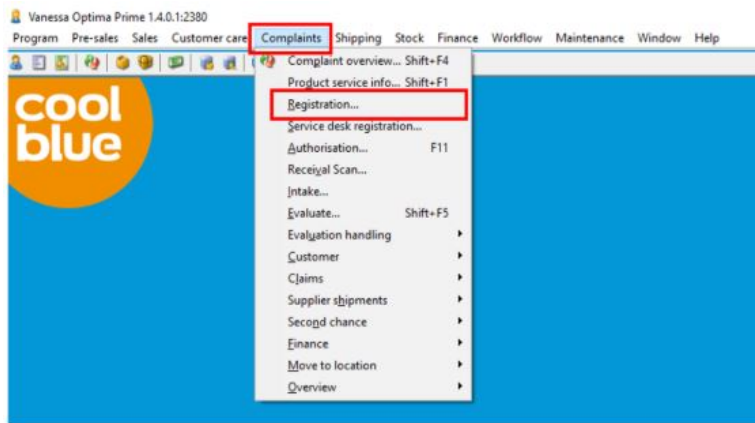 Vanessa Optima Prime 1.4.0.1:2380
Program Pre-sales Sales Customer care Complaints Shipping Stock Finance Workflow Maintenance Window Help
Complaint overview... Shift+F4
Product service info... Shift+F1
Registration...
Service desk registration...
Authorisation... F11
Receival Scan...
Intake...
Evaluate... Shift+F5
Evaluation handling
Customer
Claims
Supplier shipments
Second chance
Finance
Move to location
Overview
cool
blue